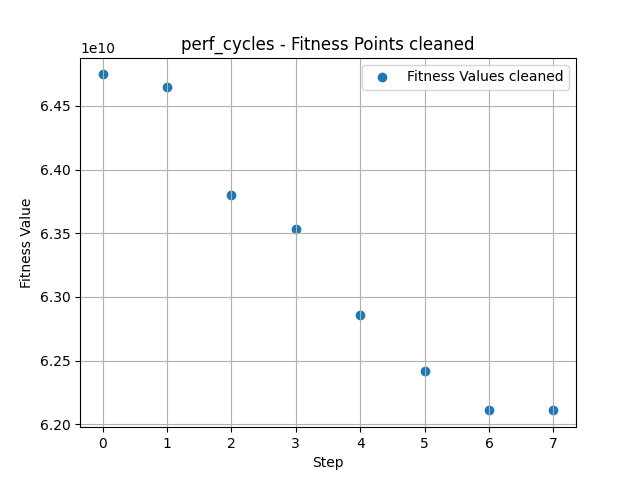 perf_cycles - Fitness Points cleaned
1e10
Fitness Values cleaned
6.45
6.40
6.35
6.30
6.25
6.20
Fitness Value
0 1 2 3 4 5 6 7
Step